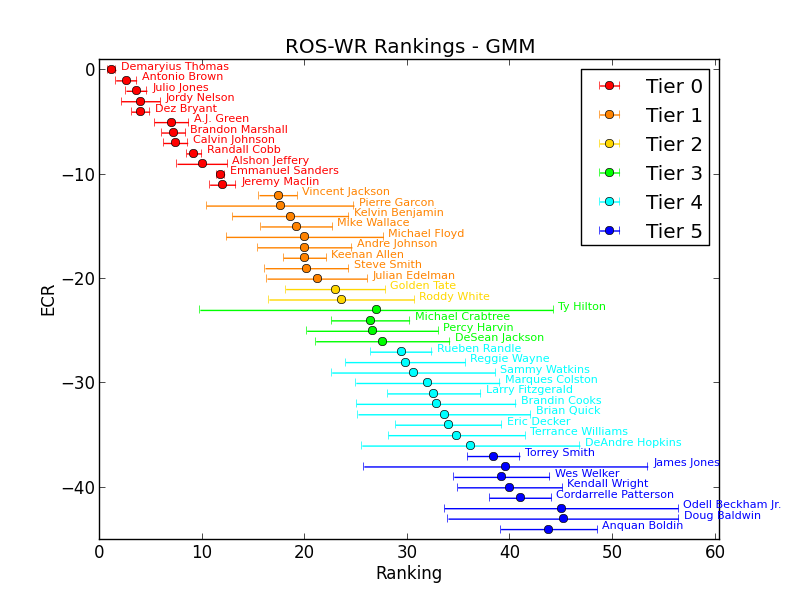 ROS-WR Rankings - GMM
Demaryius Thomas
Antonio Brown
Julio Jones
Jordy Nelson
Dez Bryant
A.J. Green
Brandon Marshall
Calvin Johnson
Randall Cobb
Alshon Jeffery
Emmanuel Sanders
Jeremy Maclin
Vincent Jackson
Pierre Garcon
Kelvin Benjamin
Mike Wallace
Michael Floyd
Andre Johnson
Keenan Allen
Steve Smith
Julian Edelman
Golden Tate
Roddy White
Ty Hilton
Michael Crabtree
Percy Harvin
DeSean Jackson
Rueben Randle
Reggie Wayne
Sammy Watkins
Marques Colston
Larry Fitzgerald
Brandin Cooks
Brian Quick
Eric Decker
Terrance Williams
DeAndre Hopkins
Torrey Smith
James Jones
Wes Welker
Kendall Wright
Cordarrelle Patterson
Odell Beckham Jr.
Doug Baldwin
Anquan Boldin
Tier 0
Tier 1
Tier 2
Tier 3
Tier 4
Tier 5
ECR
0
−10
−20
−30
−40
0 10 20 30 40 50 60
Ranking